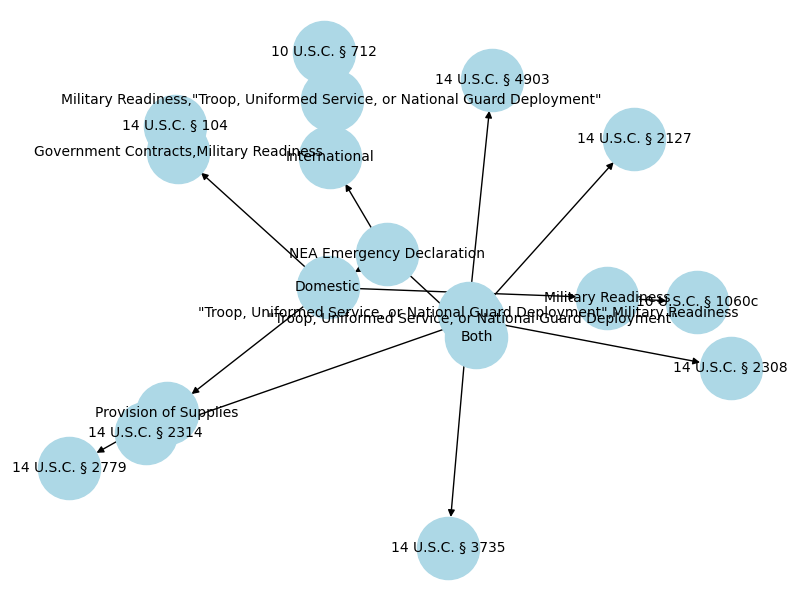 10 U.S.C. § 712
14 U.S.C. § 4903
Military Readiness,"Troop, Uniformed Service, or National Guard Deployment"
14 U.S.C. § 104
14 U.S.C. § 2127
Government Contracts,Military Readiness
International
NEA Emergency Declaration
Domestic
Military Readiness
10 U.S.C. § 1060c
"Troop, Uniformed Service, or National Guard Deployment",Military Readiness
"Troop, Uniformed Service, or National Guard Deployment"
Both
14 U.S.C. § 2308
Provision of Supplies
14 U.S.C. § 2314
14 U.S.C. § 2779
14 U.S.C. § 3735